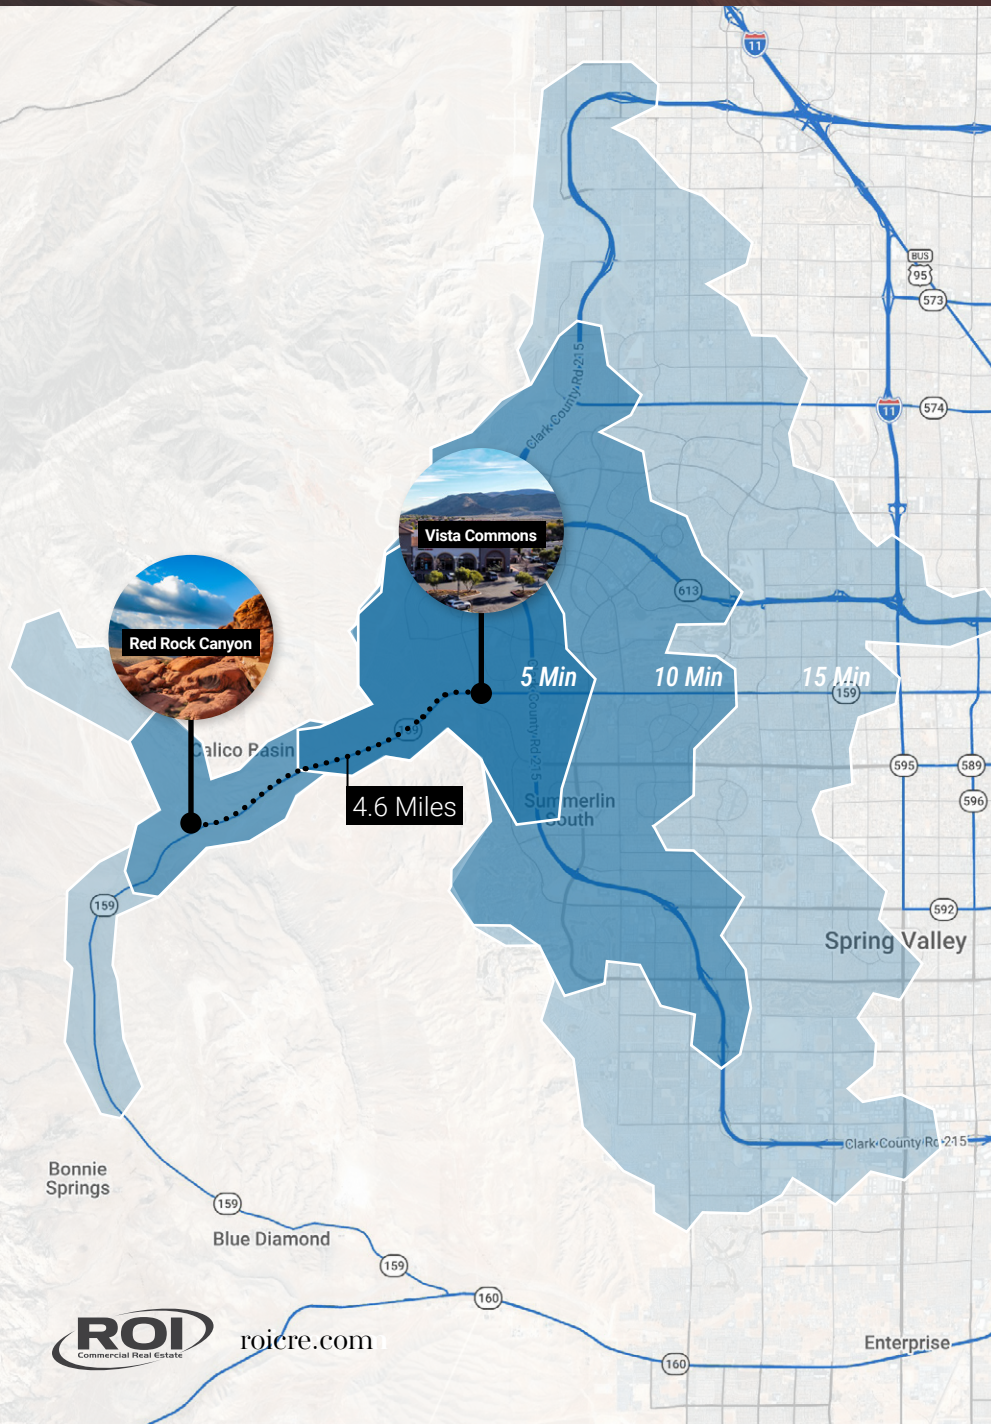 11
BUS
95
573
Clark County Rd 215
574
11
Vista Commons
613
Red Rock Canyon
5 Min
10 Min
15 Min
159
159
Calico Basin
Clark County Rd 215
595
589
4.6 Miles
Summerlin
South
596
159
592
Spring Valley
Clark County Rd 215
Bonnie
Springs
159
Blue Diamond
159
160
ROI
Commercial Real Estate
roicre.com
Enterprise
160